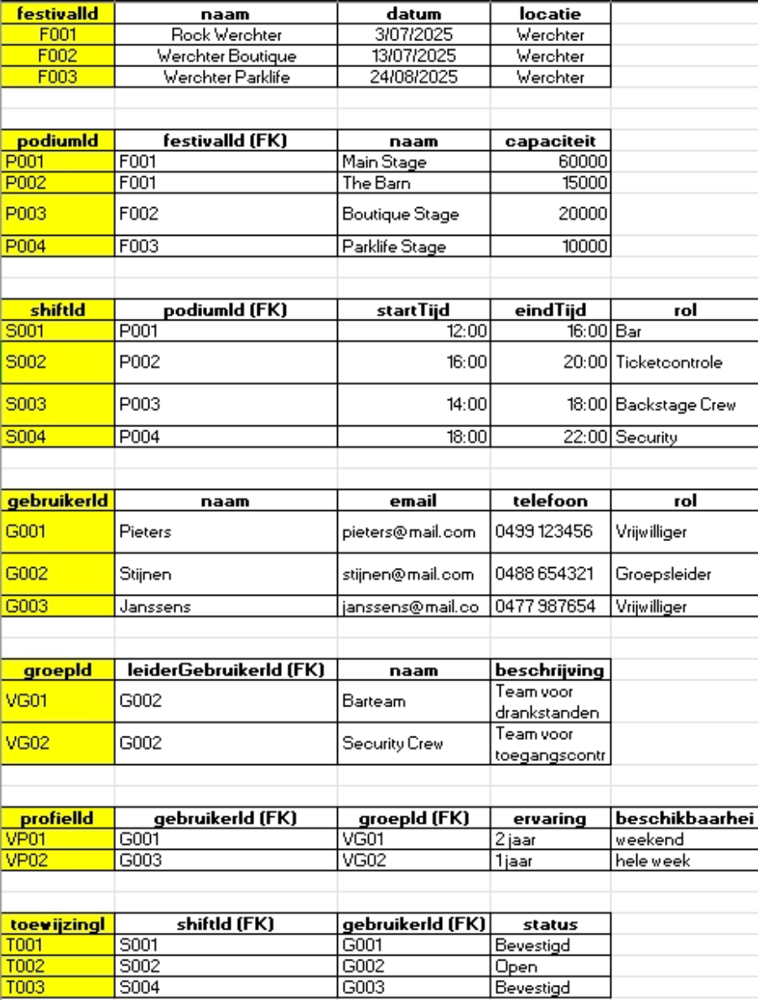 festivalId naam datum locatie
F001 Rock Werchter 3/07/2025 Werchter
F002 Werchter Boutique 13/07/2025 Werchter
F003 Werchter Parklife 24/08/2025 Werchter
podiumId festivalId (FK) naam capaciteit
P001 F001 Main Stage 60000
P002 F001 The Barn 15000
P003 F002 Boutique Stage 20000
P004 F003 Parklife Stage 10000
shiftId podiumId (FK) startTijd eindTijd rol
S001 P001 12:00 16:00 Bar
S002 P002 16:00 20:00 Ticketcontrole
S003 P003 14:00 18:00 Backstage Crew
S004 P004 18:00 22:00 Security
gebruikerId naam email telefoon rol
G001 Pieters pieters@mail.com 0499 123456 Vrijwilliger
G002 Stijnen stijnen@mail.com 0488 654321 Groepsleider
G003 Janssens janssens@mail.co 0477 987654 Vrijwilliger
groepId leiderGebruikerId (FK) naam beschrijving
VG01 G002 Barteam Team voor
drankstanden
VG02 G002 Security Crew Team voor
toegangscontr
profielId gebruikerId (FK) groepId (FK) ervaring beschikbaarhei
VP01 G001 VG01 2 jaar weekend
VP02 G003 VG02 1 jaar hele week
toewijzingI shiftId (FK) gebruikerId (FK) status
T001 S001 G001 Bevestigd
T002 S002 G002 Open
T003 S004 G003 Bevestigd